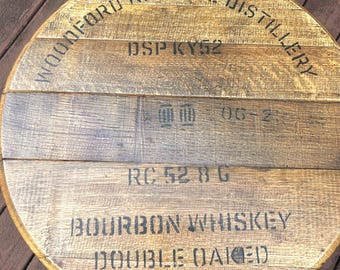 WOODFORD DISTILLERY
DSP KY52
06-2
RC 52 8 G
BOURBON WHISKEY
DOUBLE OAKED